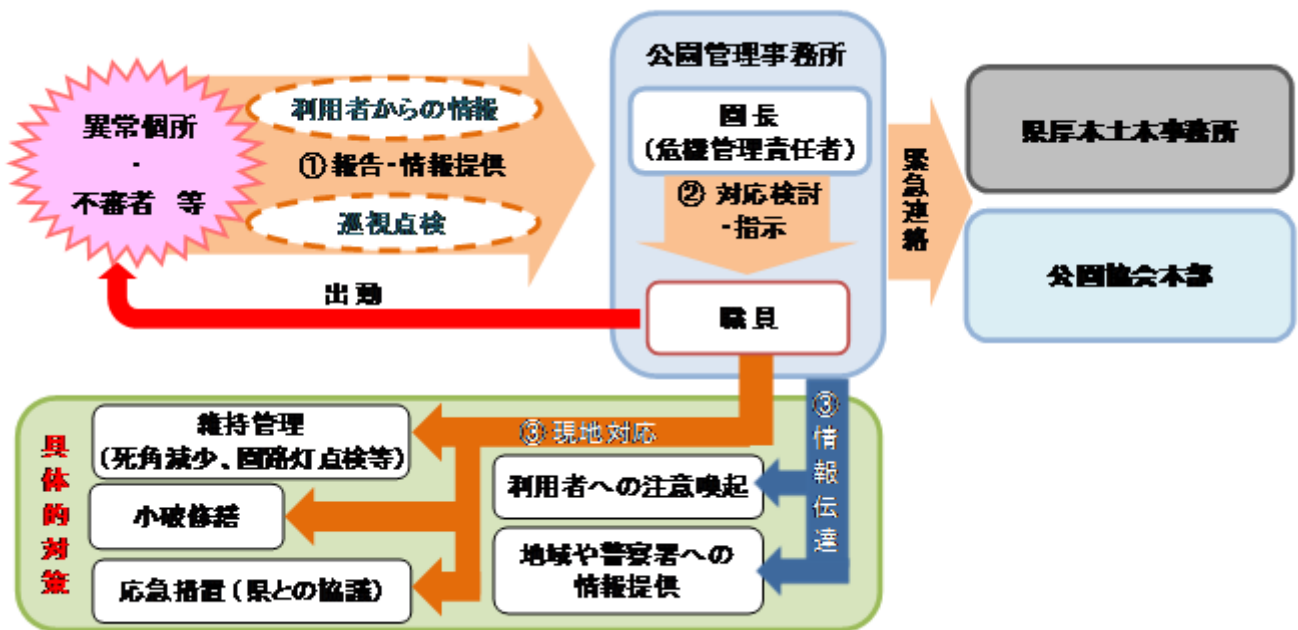 異常個所
・
不審者 等
利用者からの情報
①報告・情報提供
巡視点検
公園管理事務所
園長
(危機管理責任者)
② 対応検討
・指示
職員
出動
緊急連絡
県厚木土木事務所
公園協会本部
具体的対策
③現地対応
維持管理
(死角減少、園路灯点検等)
小破修繕
応急措置(県との協議)
③情報伝達
利用者への注意喚起
地域や警察署への
情報提供